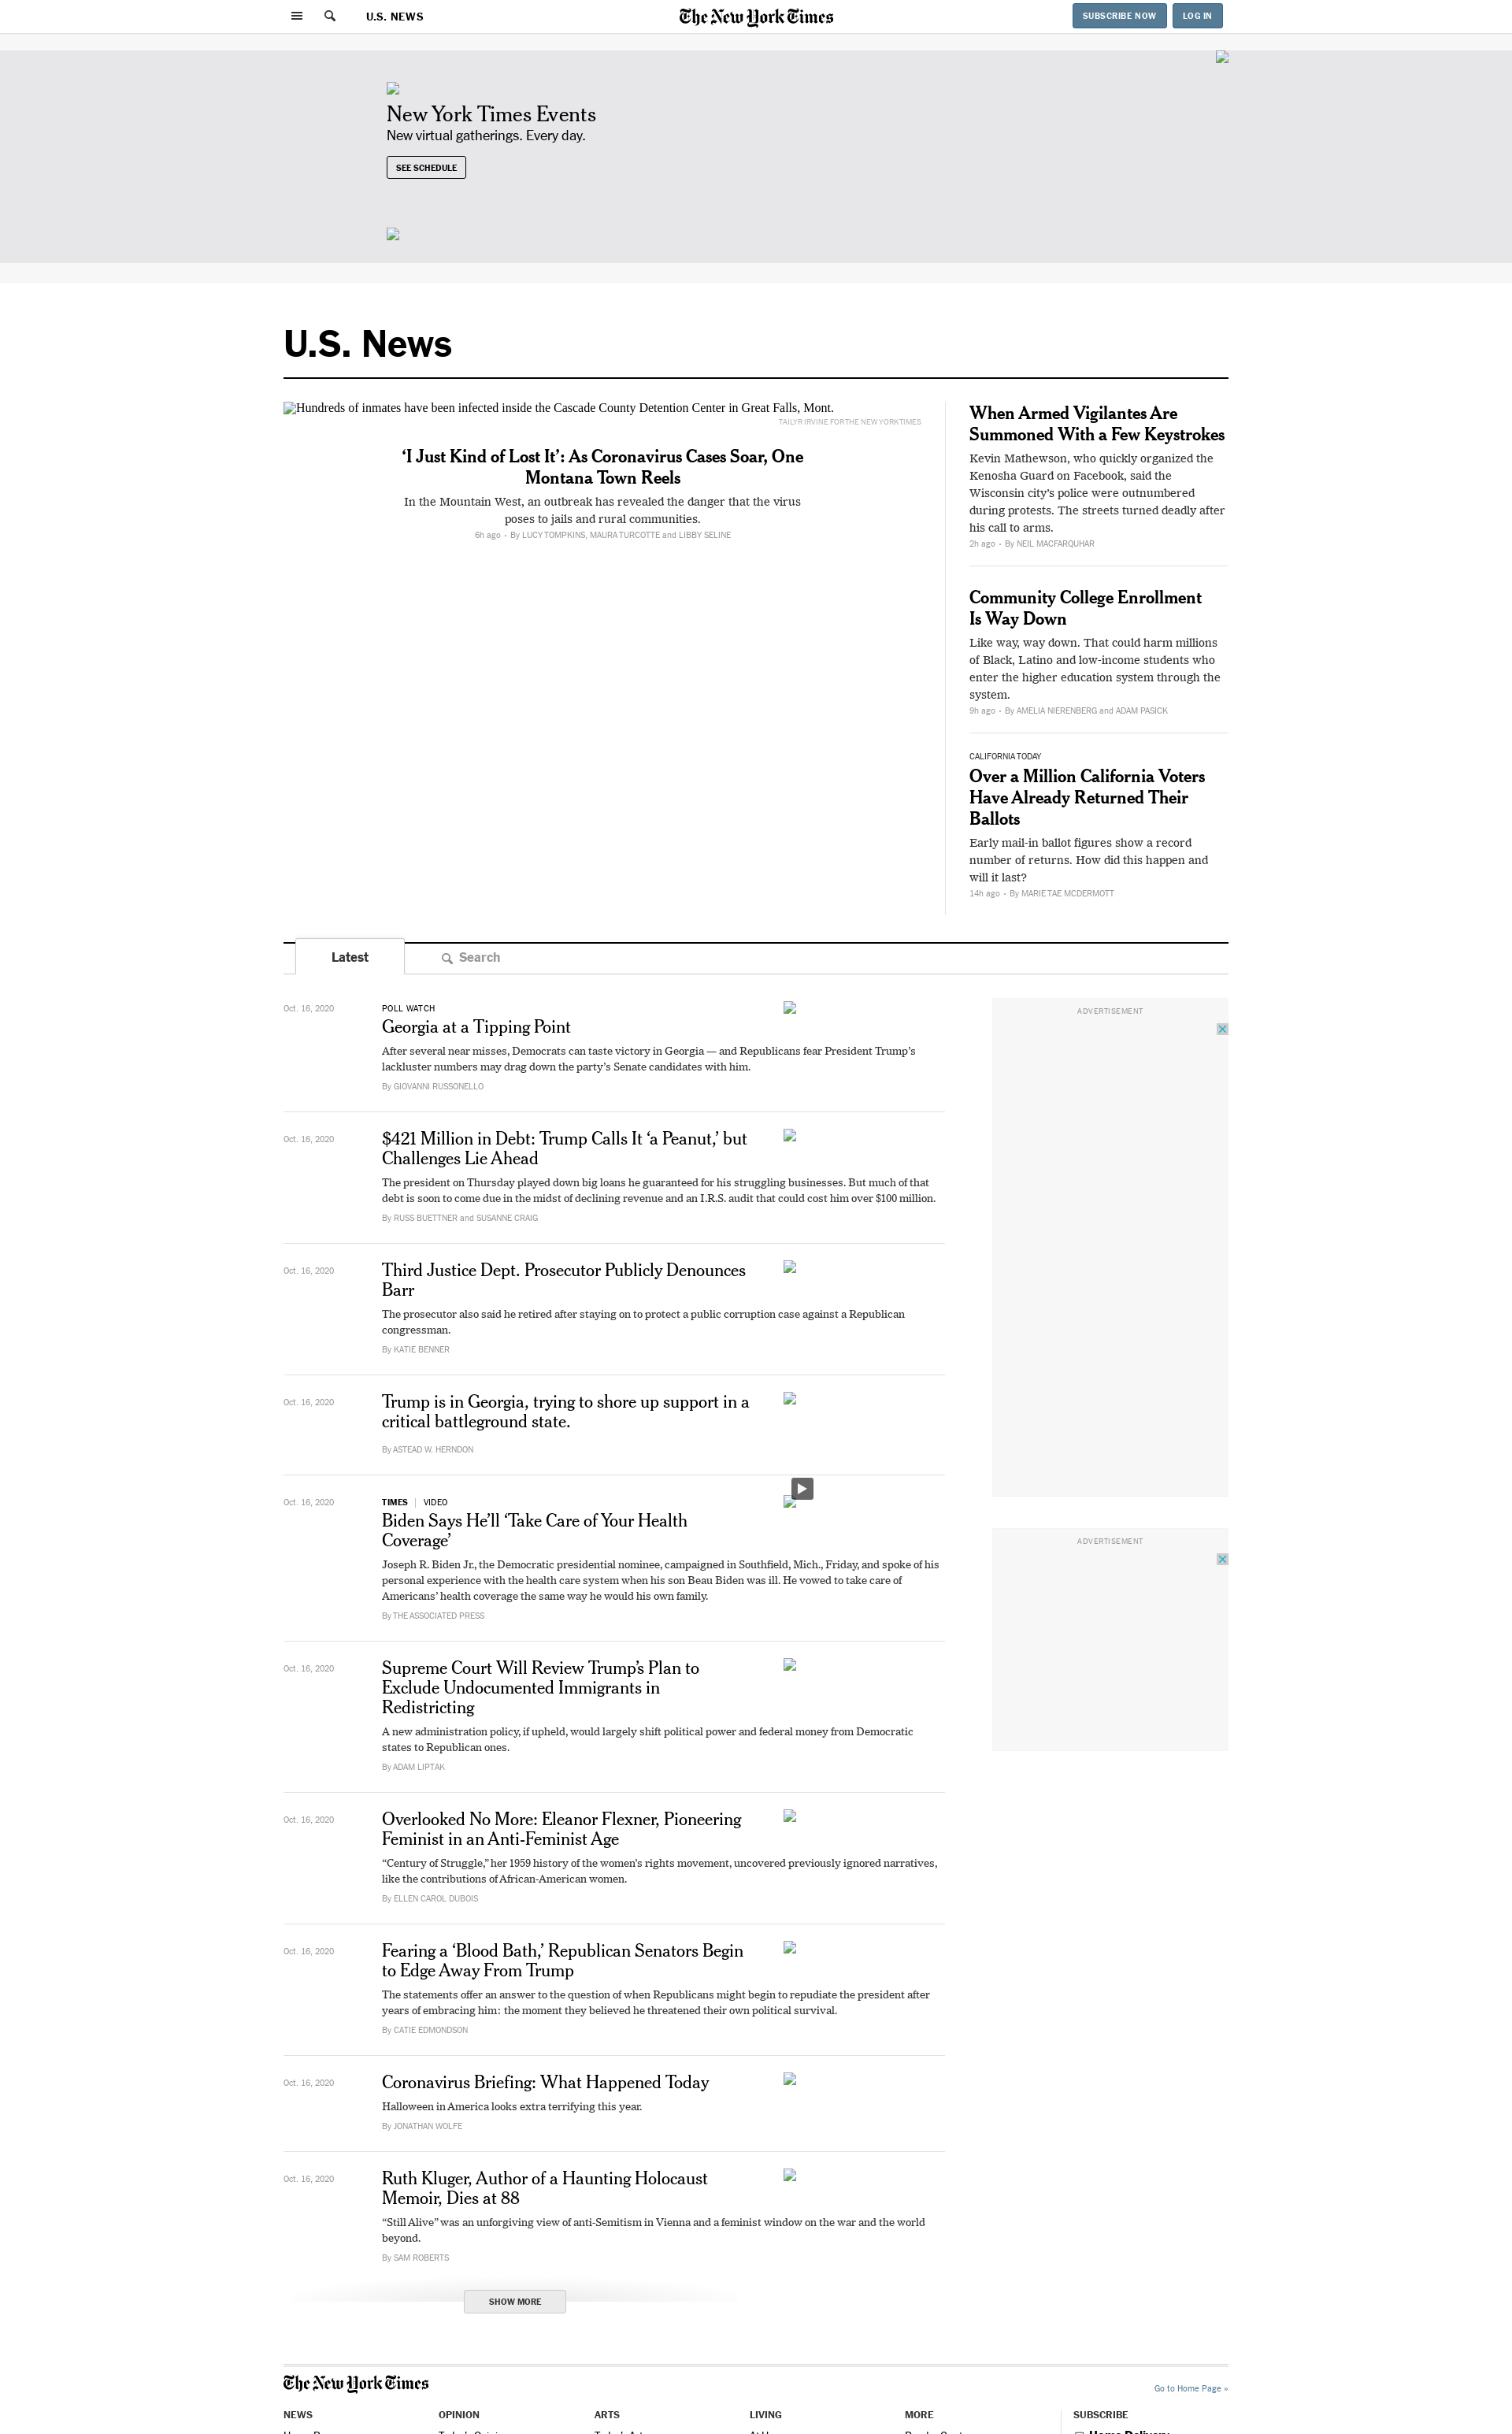 U.S. NEWS
The New York Times
SUBSCRIBE NOW
LOG IN
New York Times Events
New virtual gatherings. Every day.
SEE SCHEDULE
U.S. News
Hundreds of inmates have been infected inside the Cascade County Detention Center in Great Falls, Mont.
TAILYR IRVINE FOR THE NEW YORK TIMES
‘I Just Kind of Lost It’: As Coronavirus Cases Soar, One
Montana Town Reels
In the Mountain West, an outbreak has revealed the danger that the virus
poses to jails and rural communities.
6h ago • By LUCY TOMPKINS, MAURA TURCOTTE and LIBBY SELINE
When Armed Vigilantes Are
Summoned With a Few Keystrokes
Kevin Mathewson, who quickly organized the
Kenosha Guard on Facebook, said the
Wisconsin city’s police were outnumbered
during protests. The streets turned deadly after
his call to arms.
2h ago • By NEIL MACFARQUHAR
Community College Enrollment
Is Way Down
Like way, way down. That could harm millions
of Black, Latino and low-income students who
enter the higher education system through the
system.
9h ago • By AMELIA NIERENBERG and ADAM PASICK
CALIFORNIA TODAY
Over a Million California Voters
Have Already Returned Their
Ballots
Early mail-in ballot figures show a record
number of returns. How did this happen and
will it last?
14h ago • By MARIE TAE MCDERMOTT
Latest
Search
Oct. 16, 2020
POLL WATCH
Georgia at a Tipping Point
After several near misses, Democrats can taste victory in Georgia — and Republicans fear President Trump’s
lackluster numbers may drag down the party’s Senate candidates with him.
By GIOVANNI RUSSONELLO
Oct. 16, 2020
$421 Million in Debt: Trump Calls It ‘a Peanut,’ but
Challenges Lie Ahead
The president on Thursday played down big loans he guaranteed for his struggling businesses. But much of that
debt is soon to come due in the midst of declining revenue and an I.R.S. audit that could cost him over $100 million.
By RUSS BUETTNER and SUSANNE CRAIG
Oct. 16, 2020
Third Justice Dept. Prosecutor Publicly Denounces
Barr
The prosecutor also said he retired after staying on to protect a public corruption case against a Republican
congressman.
By KATIE BENNER
Oct. 16, 2020
Trump is in Georgia, trying to shore up support in a
critical battleground state.
By ASTEAD W. HERNDON
Oct. 16, 2020
TIMES | VIDEO
Biden Says He’ll ‘Take Care of Your Health
Coverage’
Joseph R. Biden Jr., the Democratic presidential nominee, campaigned in Southfield, Mich., Friday, and spoke of his
personal experience with the health care system when his son Beau Biden was ill. He vowed to take care of
Americans’ health coverage the same way he would his own family.
By THE ASSOCIATED PRESS
Oct. 16, 2020
Supreme Court Will Review Trump’s Plan to
Exclude Undocumented Immigrants in
Redistricting
A new administration policy, if upheld, would largely shift political power and federal money from Democratic
states to Republican ones.
By ADAM LIPTAK
Oct. 16, 2020
Overlooked No More: Eleanor Flexner, Pioneering
Feminist in an Anti-Feminist Age
“Century of Struggle,” her 1959 history of the women’s rights movement, uncovered previously ignored narratives,
like the contributions of African-American women.
By ELLEN CAROL DUBOIS
Oct. 16, 2020
Fearing a ‘Blood Bath,’ Republican Senators Begin
to Edge Away From Trump
The statements offer an answer to the question of when Republicans might begin to repudiate the president after
years of embracing him: the moment they believed he threatened their own political survival.
By CATIE EDMONDSON
Oct. 16, 2020
Coronavirus Briefing: What Happened Today
Halloween in America looks extra terrifying this year.
By JONATHAN WOLFE
Oct. 16, 2020
Ruth Kluger, Author of a Haunting Holocaust
Memoir, Dies at 88
“Still Alive” was an unforgiving view of anti-Semitism in Vienna and a feminist window on the war and the world
beyond.
By SAM ROBERTS
SHOW MORE
ADVERTISEMENT
ADVERTISEMENT
The New York Times
Go to Home Page »
NEWS
OPINION
ARTS
LIVING
MORE
SUBSCRIBE